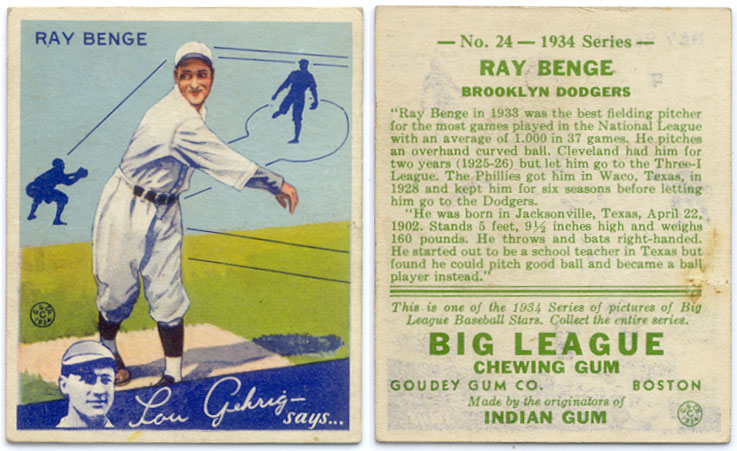 RAY BENGE
Lou Gehrig—
says...
— No. 24 — 1934 Series —
RAY BENGE
BROOKLYN DODGERS
"Ray Benge in 1933 was the best fielding pitcher
for the most games played in the National League
with an average of 1.000 in 37 games. He pitches
an overhand curved ball. Cleveland had him for
two years (1925-26) but let him go to the Three-I-
League. The Phillies got him in Waco, Texas, in
1928 and kept him for six seasons before letting
him go to the Dodgers.
"He was born in Jacksonville, Texas, April 22,
1902. Stands 5 feet, 9½ inches high and weighs
160 pounds. He throws and bats right-handed.
He started out to be a school teacher in Texas but
found he could pitch good ball and became a ball
player instead."
This is one of the 1934 Series of pictures of Big
League Baseball Stars. Collect the entire series.
BIG LEAGUE
CHEWING GUM
GOUDEY GUM CO. BOSTON
Made by the originators of
INDIAN GUM